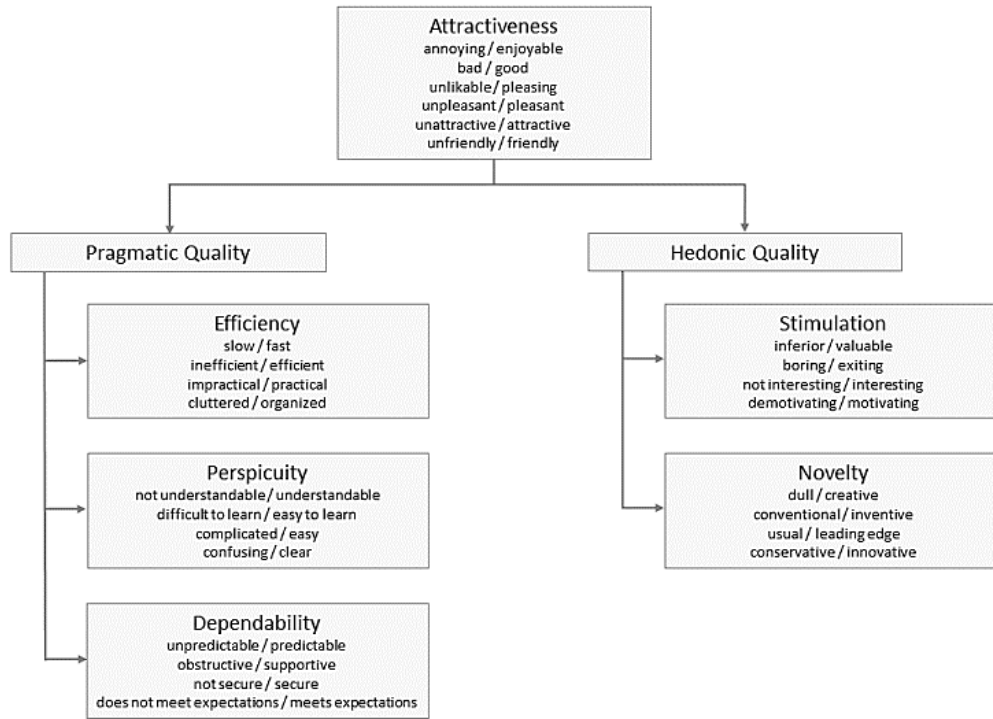 Attractiveness
annoying / enjoyable
bad / good
unlikable / pleasing
unpleasant / pleasant
unattractive / attractive
unfriendly / friendly
Pragmatic Quality
Hedonic Quality
Efficiency
slow / fast
inefficient / efficient
impractical / practical
cluttered / organized
Stimulation
inferior / valuable
boring / exiting
not interesting / interesting
demotivating / motivating
Perspicuity
not understandable / understandable
difficult to learn / easy to learn
complicated / easy
confusing / clear
Novelty
dull / creative
conventional / inventive
usual / leading edge
conservative / innovative
Dependability
unpredictable / predictable
obstructive / supportive
not secure / secure
does not meet expectations / meets expectations